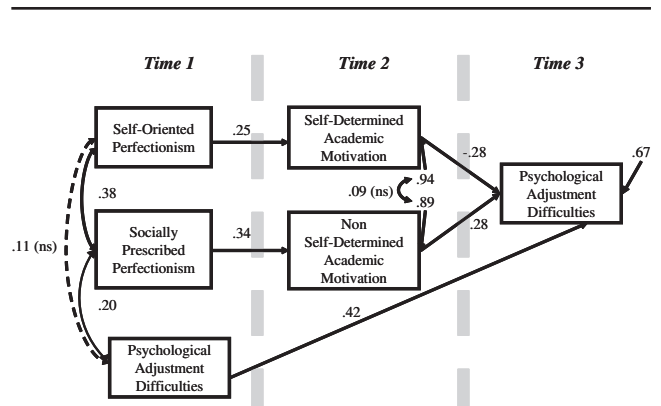 Time 1
Time 2
Time 3
Self-Oriented
Perfectionism
.25
Self-Determined
Academic
Motivation
-.28
.67
.94
.09 (ns)
.89
Psychological
Adjustment
Difficulties
.38
.11 (ns)
Socially
Prescribed
Perfectionism
.34
Non
Self-Determined
Academic
Motivation
.28
.20
.42
Psychological
Adjustment
Difficulties